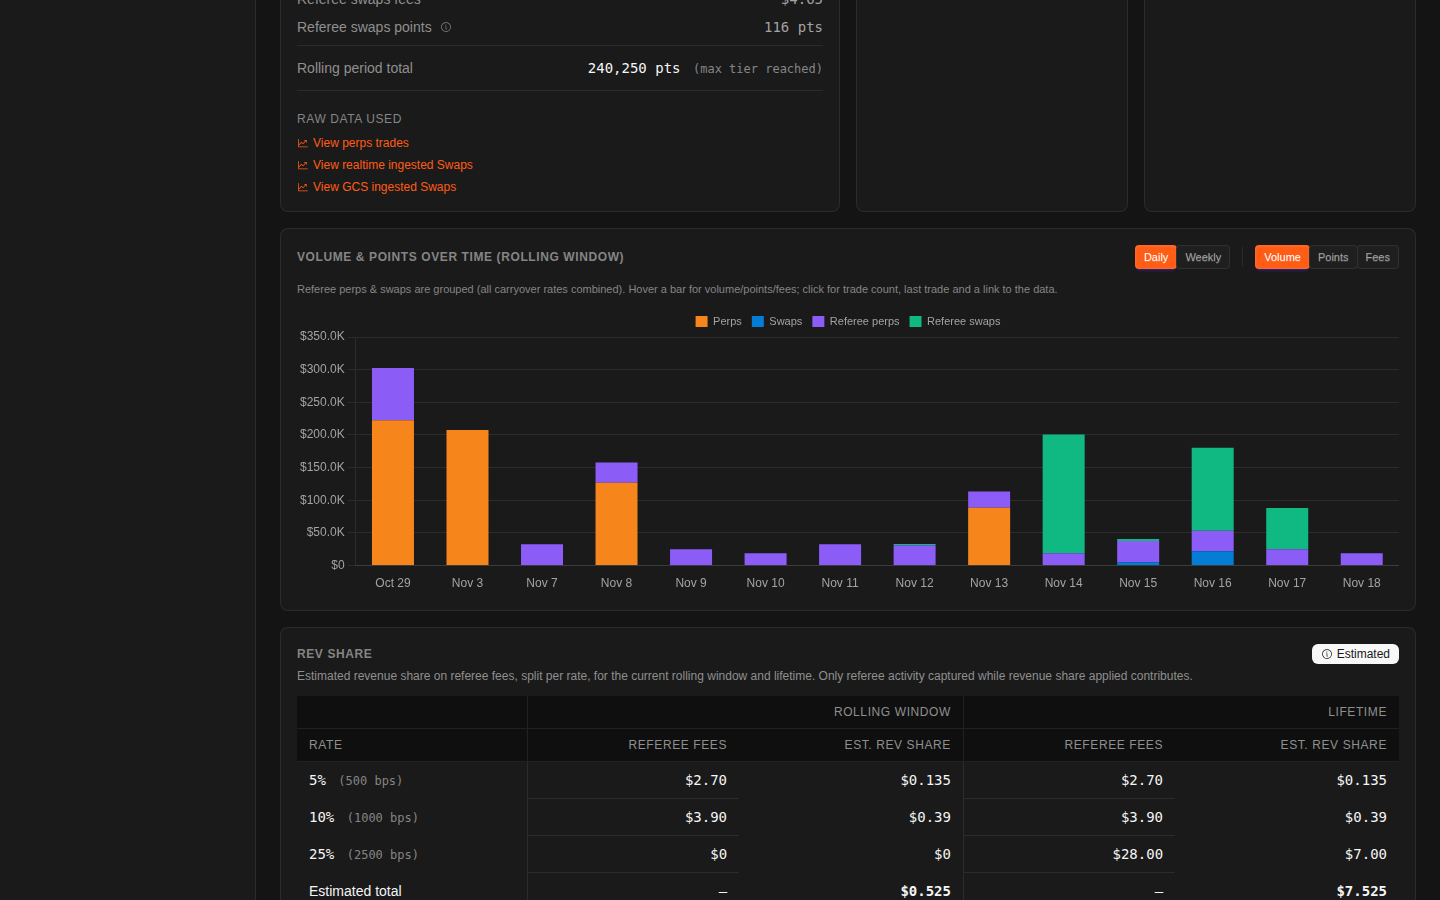 Referee swaps fees $4.65
Referee swaps points 116 pts
Rolling period total 240,250 pts (max tier reached)
RAW DATA USED
View perps trades
View realtime ingested Swaps
View GCS ingested Swaps
VOLUME & POINTS OVER TIME (ROLLING WINDOW) Daily Weekly Volume Points Fees
Referee perps & swaps are grouped (all carryover rates combined). Hover a bar for volume/points/fees; click for trade count, last trade and a link to the data.
Perps Swaps Referee perps Referee swaps
$350.0K
$300.0K
$250.0K
$200.0K
$150.0K
$100.0K
$50.0K
$0
Oct 29 Nov 3 Nov 7 Nov 8 Nov 9 Nov 10 Nov 11 Nov 12 Nov 13 Nov 14 Nov 15 Nov 16 Nov 17 Nov 18
REV SHARE Estimated
Estimated revenue share on referee fees, split per rate, for the current rolling window and lifetime. Only referee activity captured while revenue share applied contributes.
ROLLING WINDOW LIFETIME
RATE REFEREE FEES EST. REV SHARE REFEREE FEES EST. REV SHARE
5% (500 bps) $2.70 $0.135 $2.70 $0.135
10% (1000 bps) $3.90 $0.39 $3.90 $0.39
25% (2500 bps) $0 $0 $28.00 $7.00
Estimated total — $0.525 — $7.525